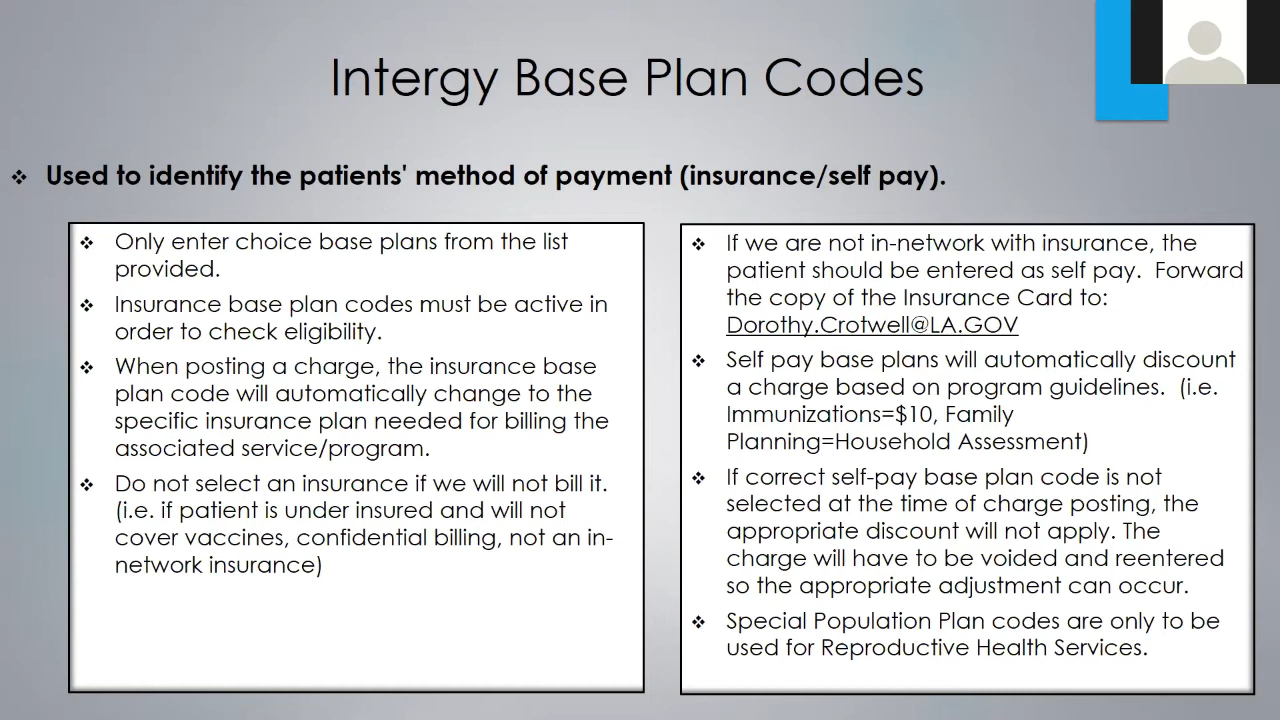 Intergy Base Plan Codes
❖ Used to identify the patients' method of payment (insurance/self pay).
❖ Only enter choice base plans from the list
provided.
❖ Insurance base plan codes must be active in
order to check eligibility.
❖ When posting a charge, the insurance base
plan code will automatically change to the
specific insurance plan needed for billing the
associated service/program.
❖ Do not select an insurance if we will not bill it.
(i.e. if patient is under insured and will not
cover vaccines, confidential billing, not an in-
network insurance)
❖ If we are not in-network with insurance, the
patient should be entered as self pay.  Forward
the copy of the Insurance Card to:
Dorothy.Crotwell@LA.GOV
❖ Self pay base plans will automatically discount
a charge based on program guidelines.  (i.e.
Immunizations=$10, Family
Planning=Household Assessment)
❖ If correct self-pay base plan code is not
selected at the time of charge posting, the
appropriate discount will not apply. The
charge will have to be voided and reentered
so the appropriate adjustment can occur.
❖ Special Population Plan codes are only to be
used for Reproductive Health Services.